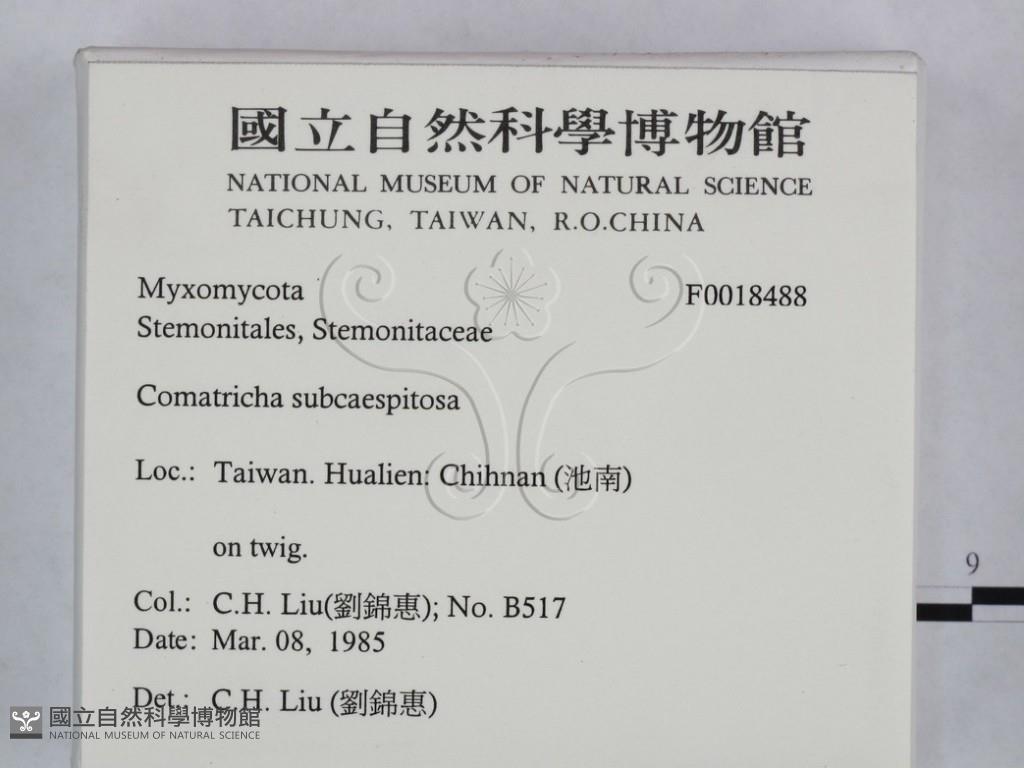 國立自然科學博物館
NATIONAL MUSEUM OF NATURAL SCIENCE
TAICHUNG, TAIWAN, R.O.CHINA
Myxomycota F0018488
Stemonitales, Stemonitaceae
Comatricha subcaespitosa
Loc.: Taiwan. Hualien: Chihnan (池南)
on twig.
9
Col.: C.H. Liu(劉錦惠); No. B517
Date: Mar. 08, 1985
Det.: C.H. Liu (劉錦惠)
國立自然科學博物館
NATIONAL MUSEUM OF NATURAL SCIENCE